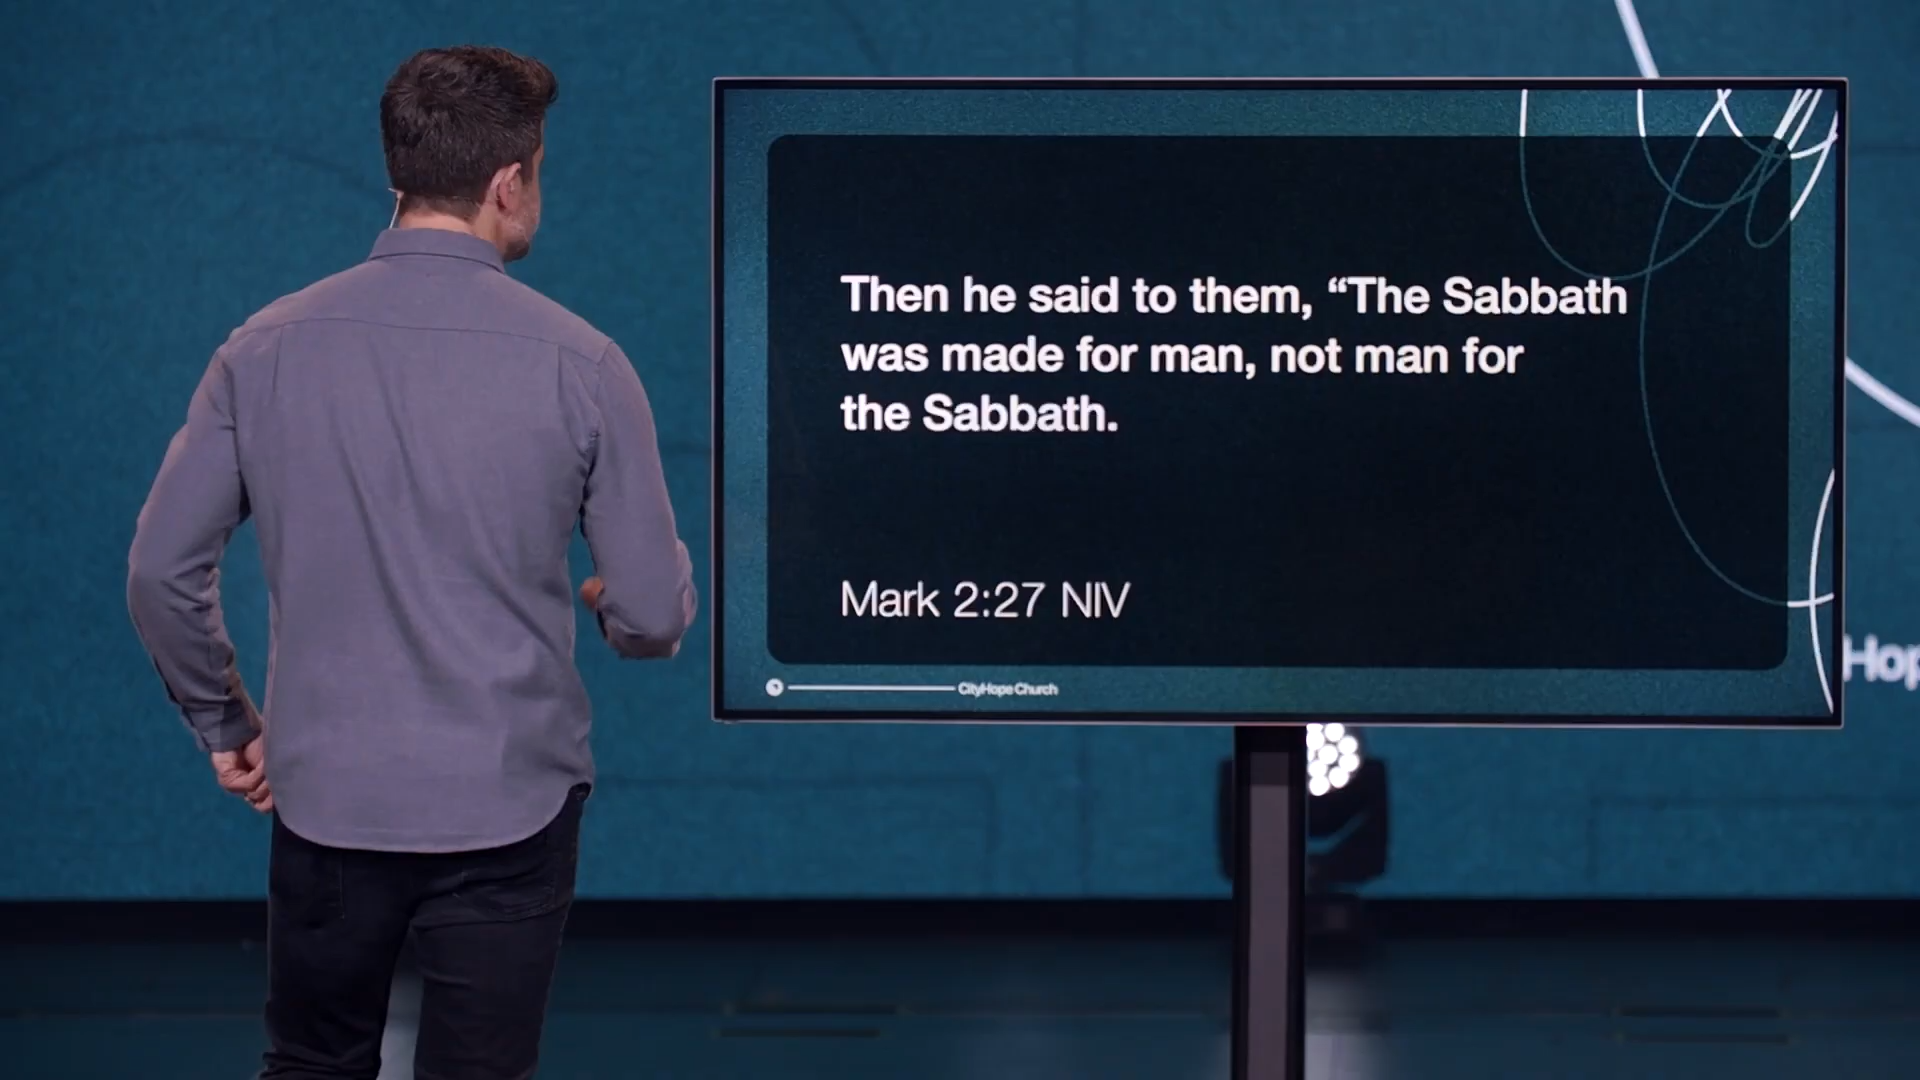 Then he said to them, “The Sabbath
was made for man, not man for
the Sabbath.
Mark 2:27 NIV
CityHope Church
Hop